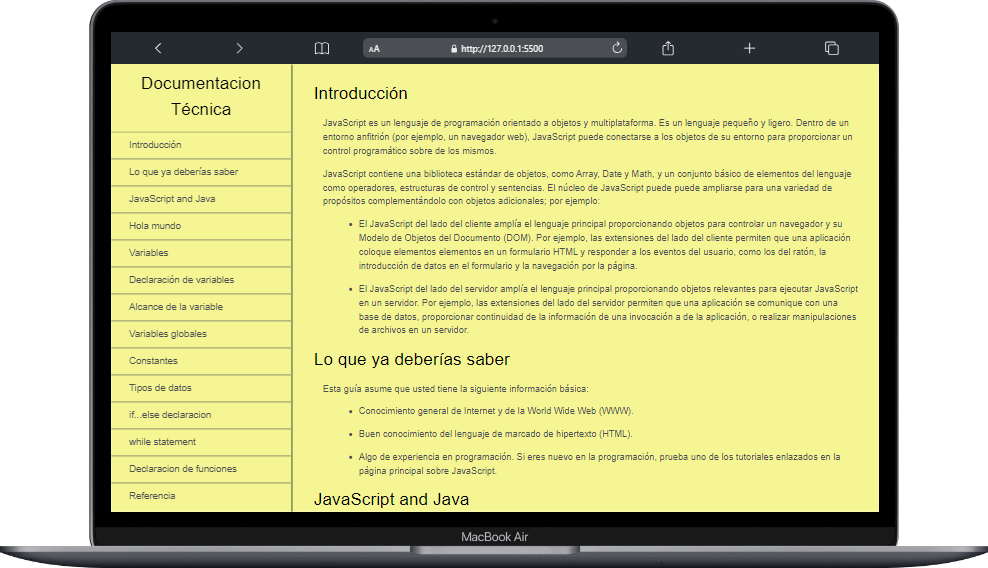 AA
http://127.0.0.1:5500
Documentacion
Técnica
Introducción
Lo que ya deberías saber
JavaScript and Java
Hola mundo
Variables
Declaración de variables
Alcance de la variable
Variables globales
Constantes
Tipos de datos
if...else declaracion
while statement
Declaracion de funciones
Referencia
Introducción
JavaScript es un lenguaje de programación orientado a objetos y multiplataforma. Es un lenguaje pequeño y ligero. Dentro de un
entorno anfitrión (por ejemplo, un navegador web), JavaScript puede conectarse a los objetos de su entorno para proporcionar un
control programático sobre de los mismos.
JavaScript contiene una biblioteca estándar de objetos, como Array, Date y Math, y un conjunto básico de elementos del lenguaje
como operadores, estructuras de control y sentencias. El núcleo de JavaScript puede puede ampliarse para una variedad de
propósitos complementándolo con objetos adicionales; por ejemplo:
• El JavaScript del lado del cliente amplía el lenguaje principal proporcionando objetos para controlar un navegador y su
Modelo de Objetos del Documento (DOM). Por ejemplo, las extensiones del lado del cliente permiten que una aplicación
coloque elementos elementos en un formulario HTML y responder a los eventos del usuario, como los del ratón, la
introducción de datos en el formulario y la navegación por la página.
• El JavaScript del lado del servidor amplía el lenguaje principal proporcionando objetos relevantes para ejecutar JavaScript
en un servidor. Por ejemplo, las extensiones del lado del servidor permiten que una aplicación se comunique con una
base de datos, proporcionar continuidad de la información de una invocación a de la aplicación, o realizar manipulaciones
de archivos en un servidor.
Lo que ya deberías saber
Esta guía asume que usted tiene la siguiente información básica:
• Conocimiento general de Internet y de la World Wide Web (WWW).
• Buen conocimiento del lenguaje de marcado de hipertexto (HTML).
• Algo de experiencia en programación. Si eres nuevo en la programación, prueba uno de los tutoriales enlazados en la
página principal sobre JavaScript.
JavaScript and Java
MacBook Air